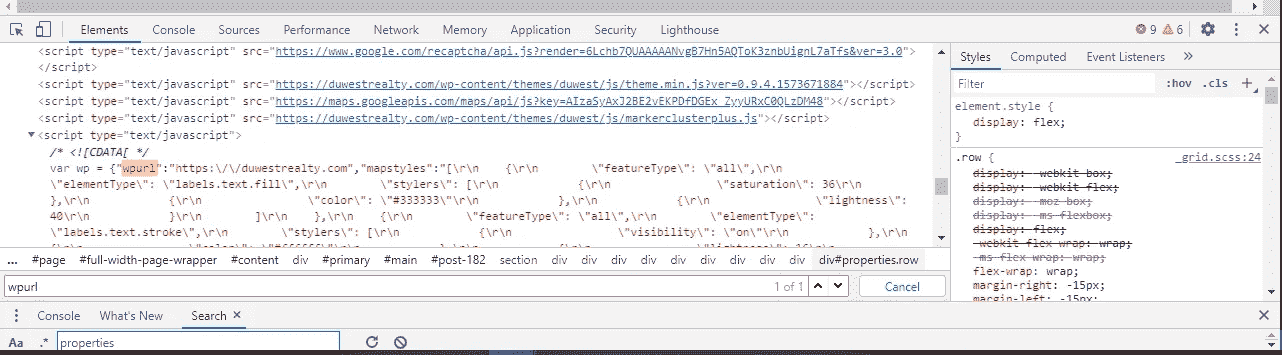 Elements Console Sources Performance Network Memory Application Security Lighthouse 9 6
<script type="text/javascript" src="https://www.google.com/recaptcha/api.js?render=6Lchb7QUAAAAANvgB7Hn5AQToK3znbUignL7aTfs&ver=3.0">
</script>
<script type="text/javascript" src="https://duwestrealty.com/wp-content/themes/duwest/js/theme.min.js?ver=0.9.4.1573671884"></script>
<script type="text/javascript" src="https://maps.googleapis.com/maps/api/js?key=AIzaSyAxJ2BE2vEKPDfDGEx_ZyyURxC0QLzDM48"></script>
<script type="text/javascript" src="https://duwestrealty.com/wp-content/themes/duwest/js/markerclusterplus.js"></script>
<script type="text/javascript">
/* <![CDATA[ */
var wp = {"wpurl":"https:\/\/duwestrealty.com","mapstyles":"[\r\n {\r\n \"featureType\": \"all\",\r\n
\"elementType\": \"labels.text.fill\",\r\n \"stylers\": [\r\n {\r\n \"saturation\": 36\r\n
},\r\n {\r\n \"color\": \"#333333\"\r\n },\r\n {\r\n \"lightness\":
40\r\n }\r\n ]\r\n },\r\n {\r\n \"featureType\": \"all\",\r\n \"elementType\":
\"labels.text.stroke\",\r\n \"stylers\": [\r\n {\r\n \"visibility\": \"on\"\r\n },\r\n
... #page #full-width-page-wrapper #content div #primary #main #post-182 section div div div div div div div div div#properties.row
wpurl 1 of 1 Cancel
Console What's New Search ×
Aa .* properties
Styles Computed Event Listeners »
Filter :hov .cls +
element.style {
display: flex;
}
.row { _grid.scss:24
display: -webkit-box;
display: -webkit-flex;
display: -moz-box;
display: -ms-flexbox;
display: flex;
-webkit-flex-wrap: wrap;
-ms-flex-wrap: wrap;
flex-wrap: wrap;
margin-right: -15px;
margin-left: -15px;